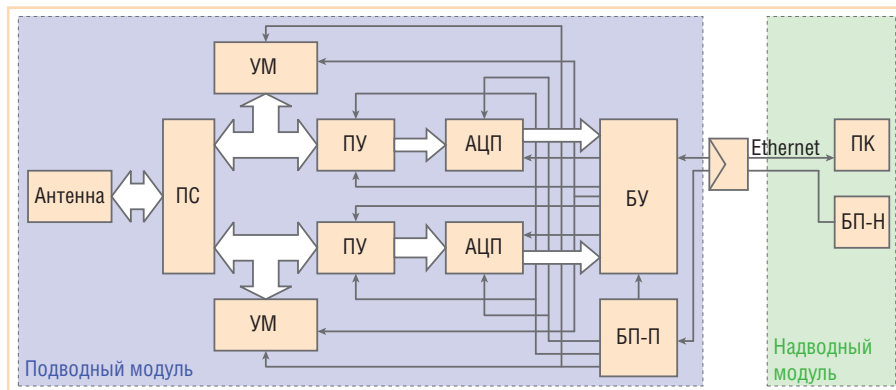 УМ
ПУ
АЦП
Ethernet
ПК
Антенна
ПС
БУ
БП-Н
ПУ
АЦП
УМ
БП-П
Подводный модуль
Надводный
модуль